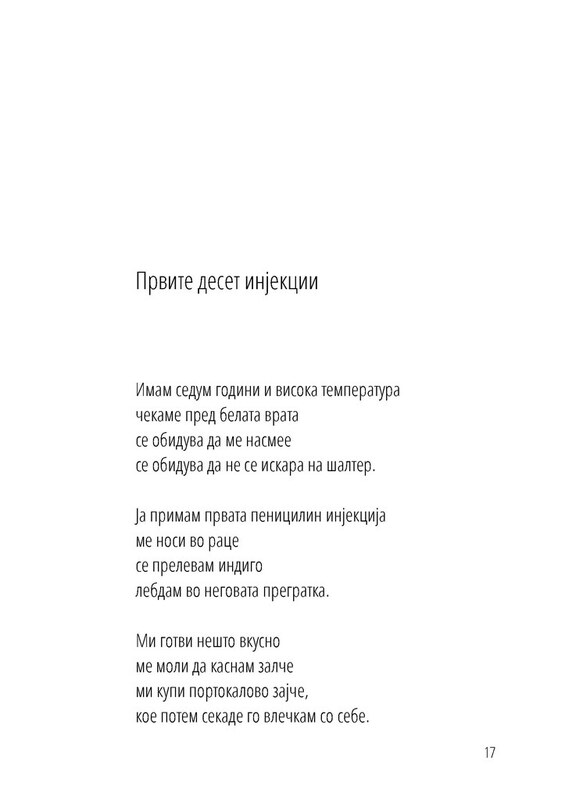 Првите десет инјекции
Имам седум години и висока температура
чекаме пред белата врата
се обидува да ме насмее
се обидува да не се искара на шалтер.
Ја примам првата пеницилин инјекција
ме носи во раце
се прелевам индиго
лебдам во неговата прегратка.
Ми готви нешто вкусно
ме моли да каснам залче
ми купи портокалово зајче,
кое потем секаде го влечкам со себе.
17